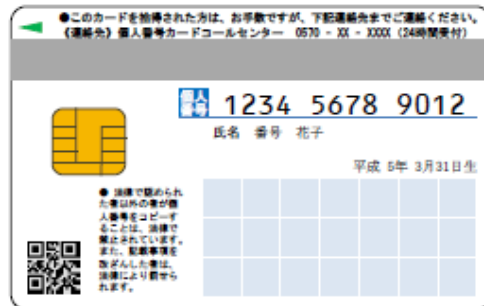 ●このカードを拾得された方は、お手数ですが、下記連絡先までご連絡ください。
《連絡先》個人番号カードコールセンター 0570 - XX - XXXX (24時間受付)
個人番号 1234 5678 9012
氏名 番号 花子
平成 5年 3月31日生
● 法律で認められ
た者以外の者が個
人番号をコピーす
ることは、法律で
禁止されています。
また、記載事項を
改ざんした者は、
法律により罰せら
れます。